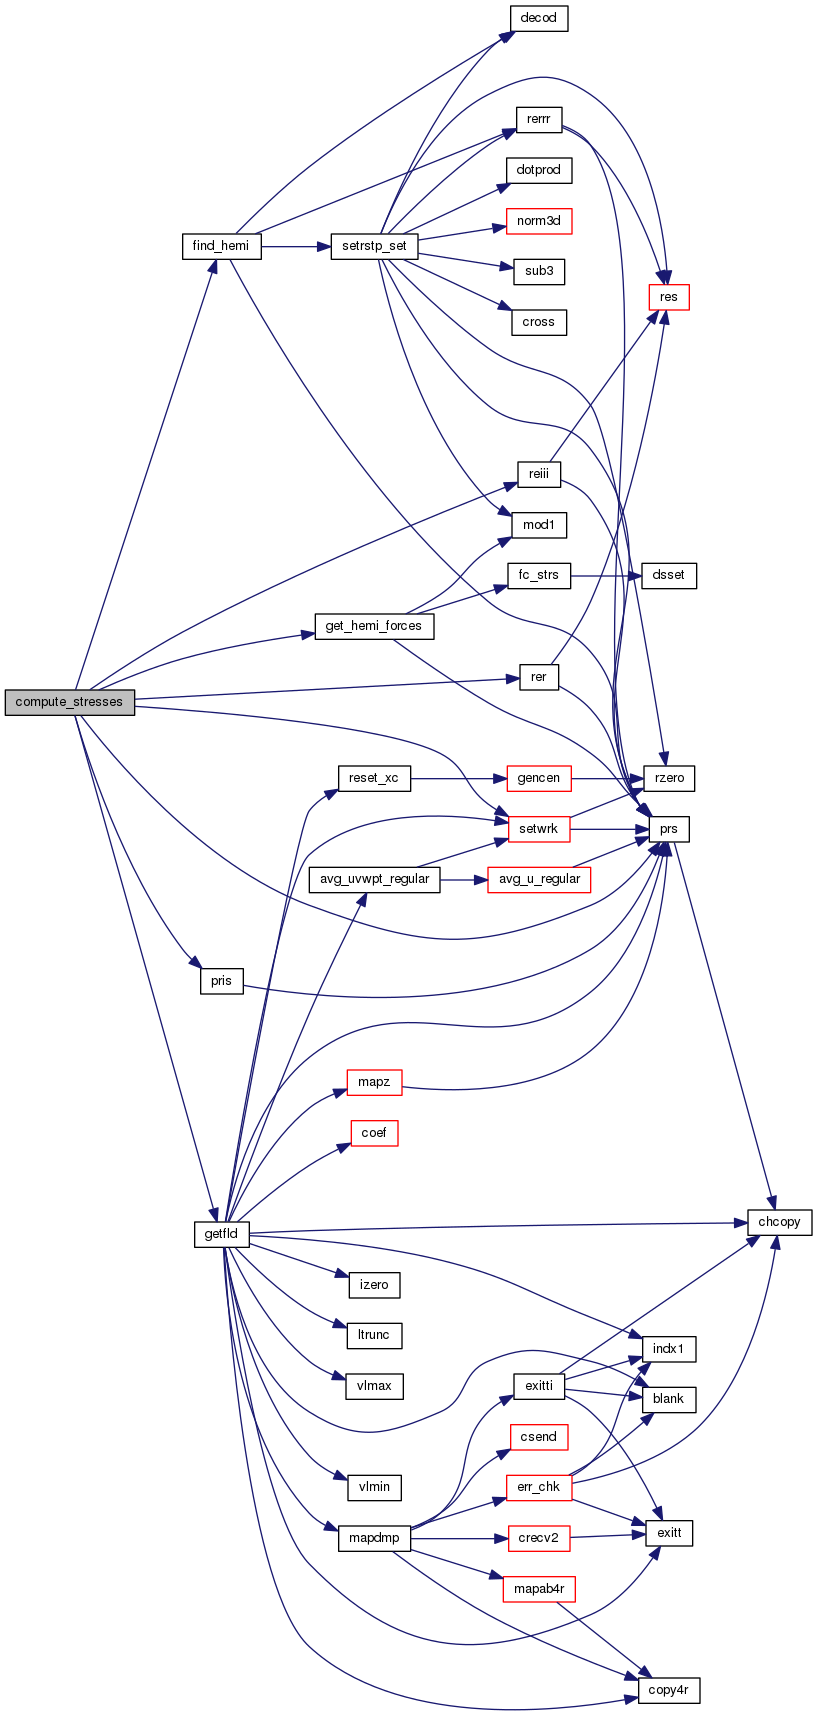 decod
rerrr
dotprod
norm3d
find_hemi
setrstp_set
sub3
res
cross
reiii
mod1
fc_strs
dsset
get_hemi_forces
rer
compute_stresses
reset_xc
gencen
rzero
setwrk
prs
avg_uvwpt_regular
avg_u_regular
pris
mapz
coef
chcopy
getfld
izero
ltrunc
indx1
vlmax
exitti
blank
csend
vlmin
err_chk
mapdmp
crecv2
exitt
mapab4r
copy4r